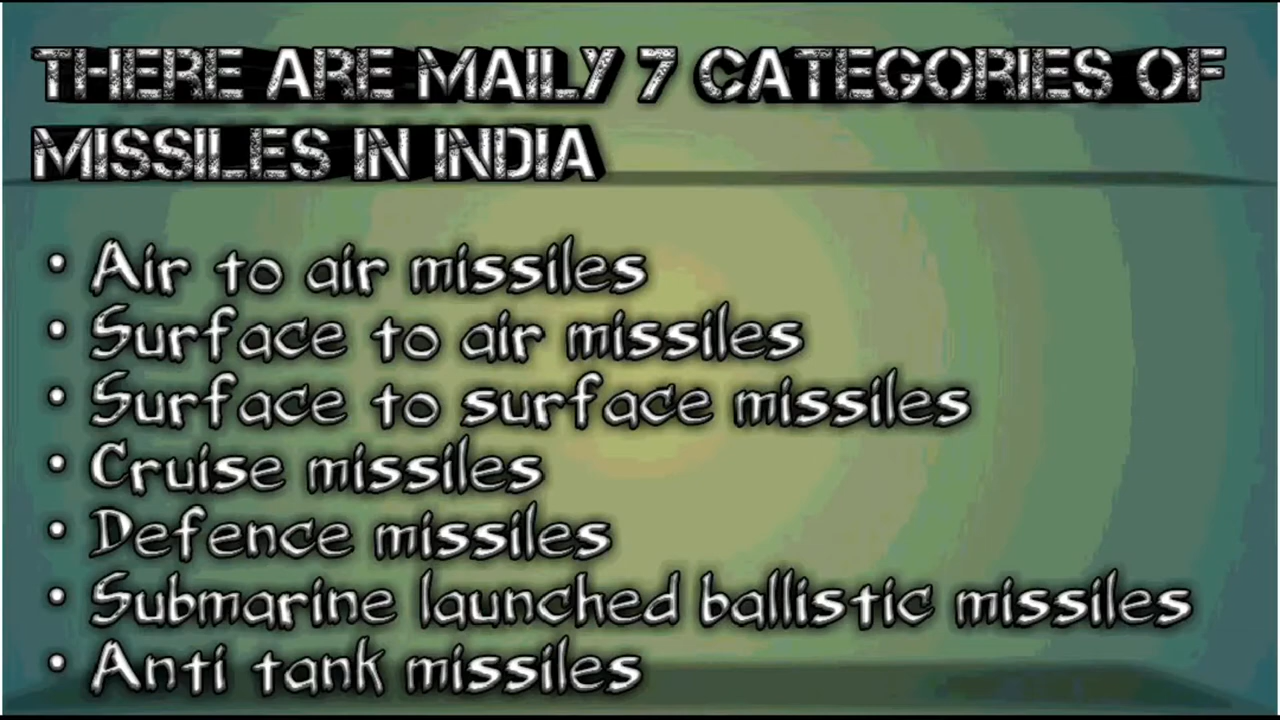 THERE ARE MAILY 7 CATEGORIES OF
MISSILES IN INDIA
• Air to air missiles
• Surface to air missiles
• Surface to surface missiles
• Cruise missiles
• Defence missiles
• Submarine launched ballistic missiles
• Anti tank missiles